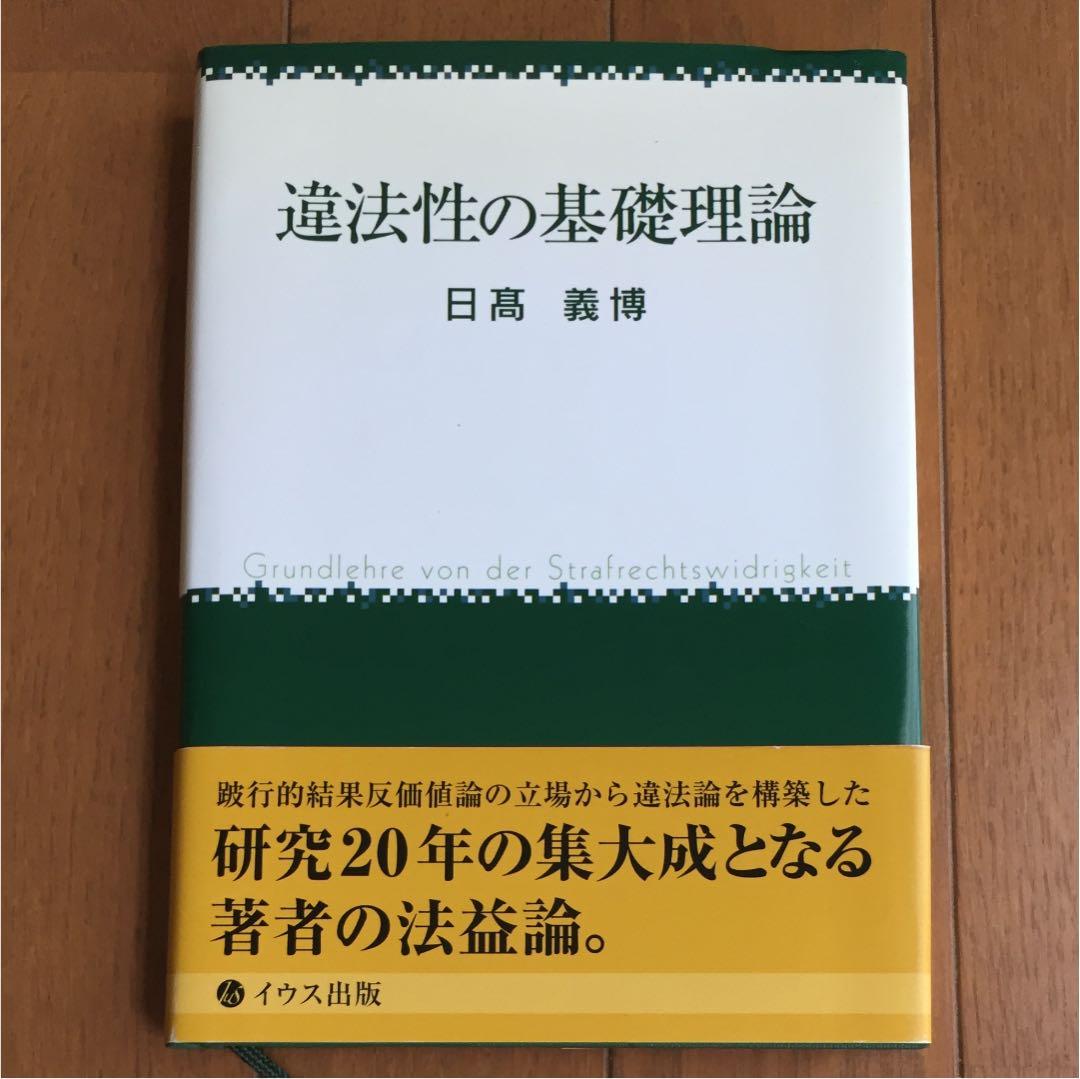 違法性の基礎理論
日髙 義博
Grundlehre von der Strafrechtswidrigkeit
跛行的結果反価値論の立場から違法論を構築した
研究20年の集大成となる
著者の法益論。
イウス出版